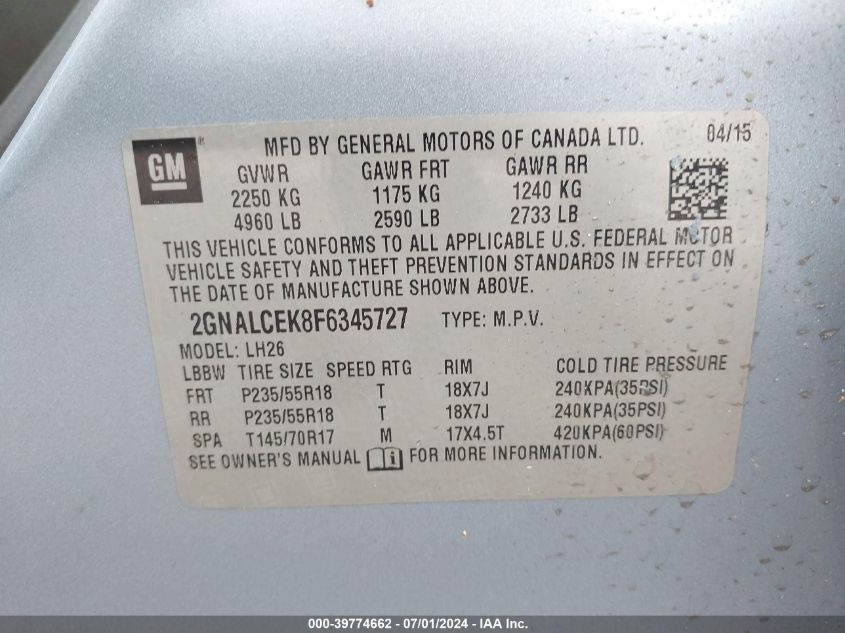 GM ® MFD BY GENERAL MOTORS OF CANADA LTD. 04/15
GVWR GAWR FRT GAWR RR
2250 KG 1175 KG 1240 KG
4960 LB 2590 LB 2733 LB
THIS VEHICLE CONFORMS TO ALL APPLICABLE U.S. FEDERAL MOTOR
VEHICLE SAFETY AND THEFT PREVENTION STANDARDS IN EFFECT ON
THE DATE OF MANUFACTURE SHOWN ABOVE.
2GNALCEK8F6345727 TYPE: M.P.V.
MODEL: LH26
LBBW TIRE SIZE SPEED RTG RIM COLD TIRE PRESSURE
FRT P235/55R18 T 18X7J 240KPA(35PSI)
RR P235/55R18 T 18X7J 240KPA(35PSI)
SPA T145/70R17 M 17X4.5T 420KPA(60PSI)
SEE OWNER'S MANUAL i FOR MORE INFORMATION.
000-39774662 - 07/01/2024 - IAA Inc.